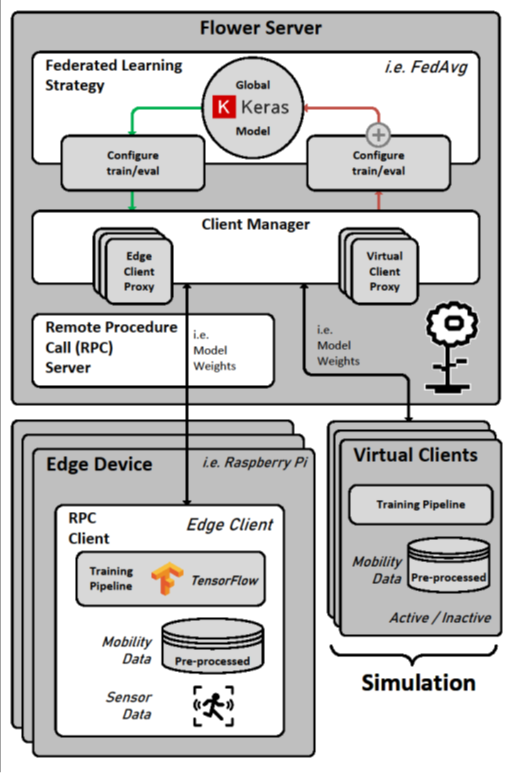 Flower Server
Federated Learning
Strategy
i.e. FedAvg
Global
K Keras
Model
Configure
train/eval
Configure
train/eval
Client Manager
Edge
Client
Proxy
Virtual
Client
Proxy
Remote Procedure
Call (RPC)
Server
i.e.
Model
Weights
i.e.
Model
Weights
Edge Device
i.e. Raspberry Pi
RPC
Client
Edge Client
Training
Pipeline
TensorFlow
Mobility
Data
Pre-processed
Sensor
Data
Virtual Clients
Training Pipeline
Mobility
Data
Pre-processed
Active / Inactive
Simulation